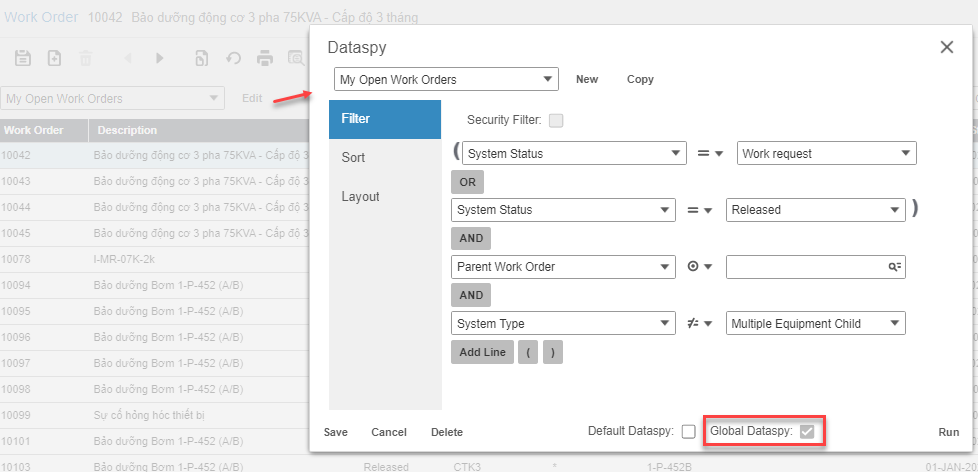 Work Order 10042 Bảo dưỡng động cơ 3 pha 75KVA - Cấp độ 3 tháng
My Open Work Orders Edit
Work Order Description
10042 Bảo dưỡng động cơ 3 pha 75KVA - Cấp độ 3
10043 Bảo dưỡng động cơ 3 pha 75KVA - Cấp độ 3
10044 Bảo dưỡng động cơ 3 pha 75KVA - Cấp độ 3
10045 Bảo dưỡng động cơ 3 pha 75KVA - Cấp độ 3
10078 I-MR-07K-2k
10094 Bảo dưỡng Bơm 1-P-452 (A/B)
10095 Bảo dưỡng Bơm 1-P-452 (A/B)
10096 Bảo dưỡng Bơm 1-P-452 (A/B)
10097 Bảo dưỡng Bơm 1-P-452 (A/B)
10098 Bảo dưỡng Bơm 1-P-452 (A/B)
10099 Sự cố hỏng hóc thiết bị
10101 Bảo dưỡng Bơm 1-P-452 (A/B)
10103 Bảo dưỡng Bơm 1-P-452 (A/B) Released CTK3 * 1-P-452B 01-JAN-20
Dataspy
My Open Work Orders New Copy
Filter
Sort
Layout
Security Filter:
( System Status = Work request
OR
System Status = Released )
AND
Parent Work Order
AND
System Type ≠ Multiple Equipment Child
Add Line ( )
Save Cancel Delete Default Dataspy: Global Dataspy: Run